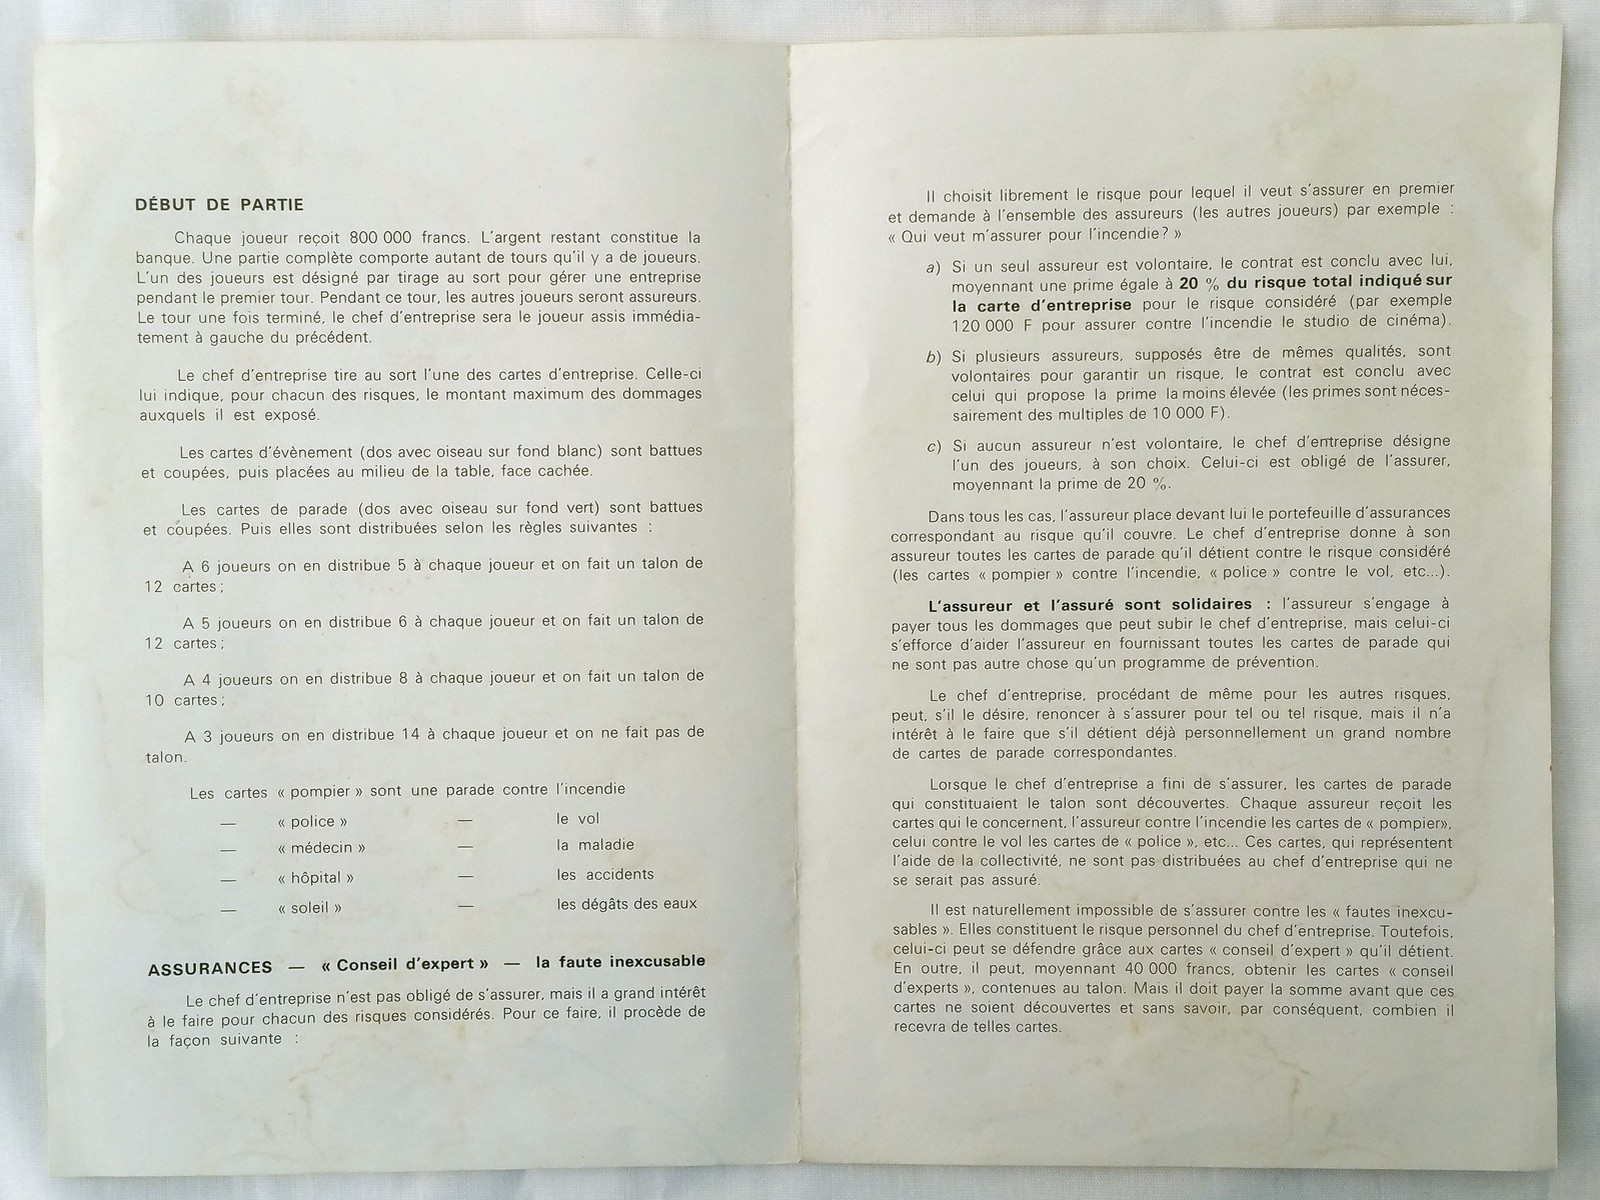 DÉBUT DE PARTIE
Chaque joueur reçoit 800 000 francs. L'argent restant constitue la
banque. Une partie complète comporte autant de tours qu'il y a de joueurs.
L'un des joueurs est désigné par tirage au sort pour gérer une entreprise
pendant le premier tour. Pendant ce tour, les autres joueurs seront assureurs.
Le tour une fois terminé, le chef d'entreprise sera le joueur assis immédia-
tement à gauche du précédent.
Le chef d'entreprise tire au sort l'une des cartes d'entreprise. Celle-ci
lui indique, pour chacun des risques, le montant maximum des dommages
auxquels il est exposé.
Les cartes d'évènement (dos avec oiseau sur fond blanc) sont battues
et coupées, puis placées au milieu de la table, face cachée.
Les cartes de parade (dos avec oiseau sur fond vert) sont battues
et coupées. Puis elles sont distribuées selon les règles suivantes :
A 6 joueurs on en distribue 5 à chaque joueur et on fait un talon de
12 cartes ;
A 5 joueurs on en distribue 6 à chaque joueur et on fait un talon de
12 cartes ;
A 4 joueurs on en distribue 8 à chaque joueur et on fait un talon de
10 cartes ;
A 3 joueurs on en distribue 14 à chaque joueur et on ne fait pas de
talon.
Les cartes « pompier » sont une parade contre l'incendie
— « police » — le vol
— « médecin » — la maladie
— « hôpital » — les accidents
— « soleil » — les dégâts des eaux
ASSURANCES — « Conseil d'expert » — la faute inexcusable
Le chef d'entreprise n'est pas obligé de s'assurer, mais il a grand intérêt
à le faire pour chacun des risques considérés. Pour ce faire, il procède de
la façon suivante :
Il choisit librement le risque pour lequel il veut s'assurer en premier
et demande à l'ensemble des assureurs (les autres joueurs) par exemple :
« Qui veut m'assurer pour l'incendie ? »
a) Si un seul assureur est volontaire, le contrat est conclu avec lui,
moyennant une prime égale à 20 % du risque total indiqué sur
la carte d'entreprise pour le risque considéré (par exemple
120 000 F pour assurer contre l'incendie le studio de cinéma).
b) Si plusieurs assureurs, supposés être de mêmes qualités, sont
volontaires pour garantir un risque, le contrat est conclu avec
celui qui propose la prime la moins élevée (les primes sont néces-
sairement des multiples de 10 000 F).
c) Si aucun assureur n'est volontaire, le chef d'entreprise désigne
l'un des joueurs, à son choix. Celui-ci est obligé de l'assurer,
moyennant la prime de 20 %.
Dans tous les cas, l'assureur place devant lui le portefeuille d'assurances
correspondant au risque qu'il couvre. Le chef d'entreprise donne à son
assureur toutes les cartes de parade qu'il détient contre le risque considéré
(les cartes « pompier » contre l'incendie, « police » contre le vol, etc...).
L'assureur et l'assuré sont solidaires : l'assureur s'engage à
payer tous les dommages que peut subir le chef d'entreprise, mais celui-ci
s'efforce d'aider l'assureur en fournissant toutes les cartes de parade qui
ne sont pas autre chose qu'un programme de prévention.
Le chef d'entreprise, procédant de même pour les autres risques,
peut, s'il le désire, renoncer à s'assurer pour tel ou tel risque, mais il n'a
intérêt à le faire que s'il détient déjà personnellement un grand nombre
de cartes de parade correspondantes.
Lorsque le chef d'entreprise a fini de s'assurer, les cartes de parade
qui constituaient le talon sont découvertes. Chaque assureur reçoit les
cartes qui le concernent, l'assureur contre l'incendie les cartes de « pompier»,
celui contre le vol les cartes de « police », etc... Ces cartes, qui représentent
l'aide de la collectivité, ne sont pas distribuées au chef d'entreprise qui ne
se serait pas assuré.
Il est naturellement impossible de s'assurer contre les « fautes inexcu-
sables ». Elles constituent le risque personnel du chef d'entreprise. Toutefois,
celui-ci peut se défendre grâce aux cartes « conseil d'expert » qu'il détient.
En outre, il peut, moyennant 40 000 francs, obtenir les cartes « conseil
d'experts », contenues au talon. Mais il doit payer la somme avant que ces
cartes ne soient découvertes et sans savoir, par conséquent, combien il
recevra de telles cartes.